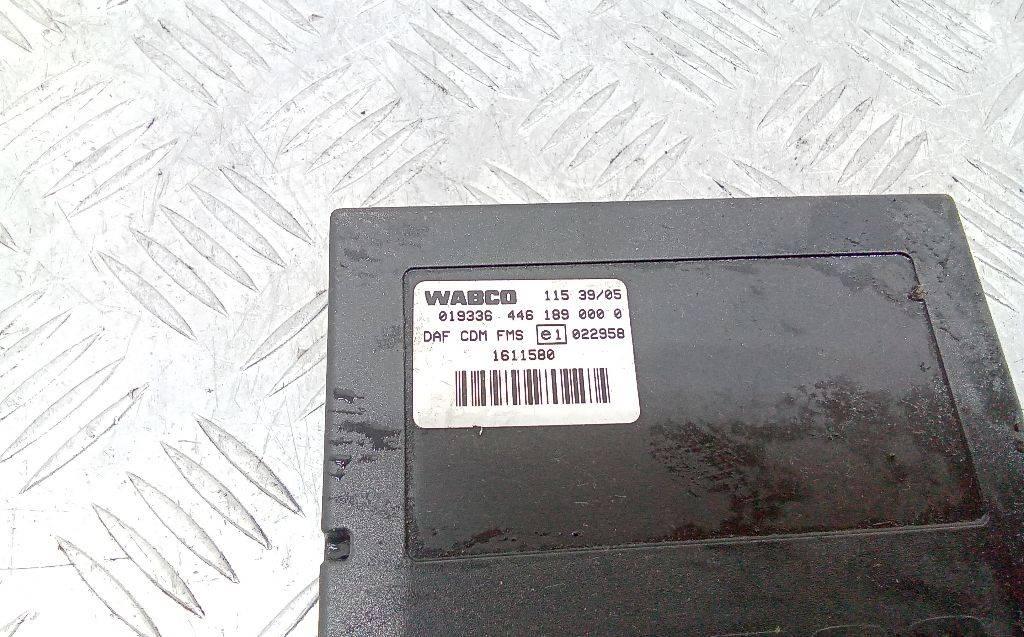 WABCO 115 39/05
019336 446 189 000 0
DAF CDM FMS e1 022958
1611580